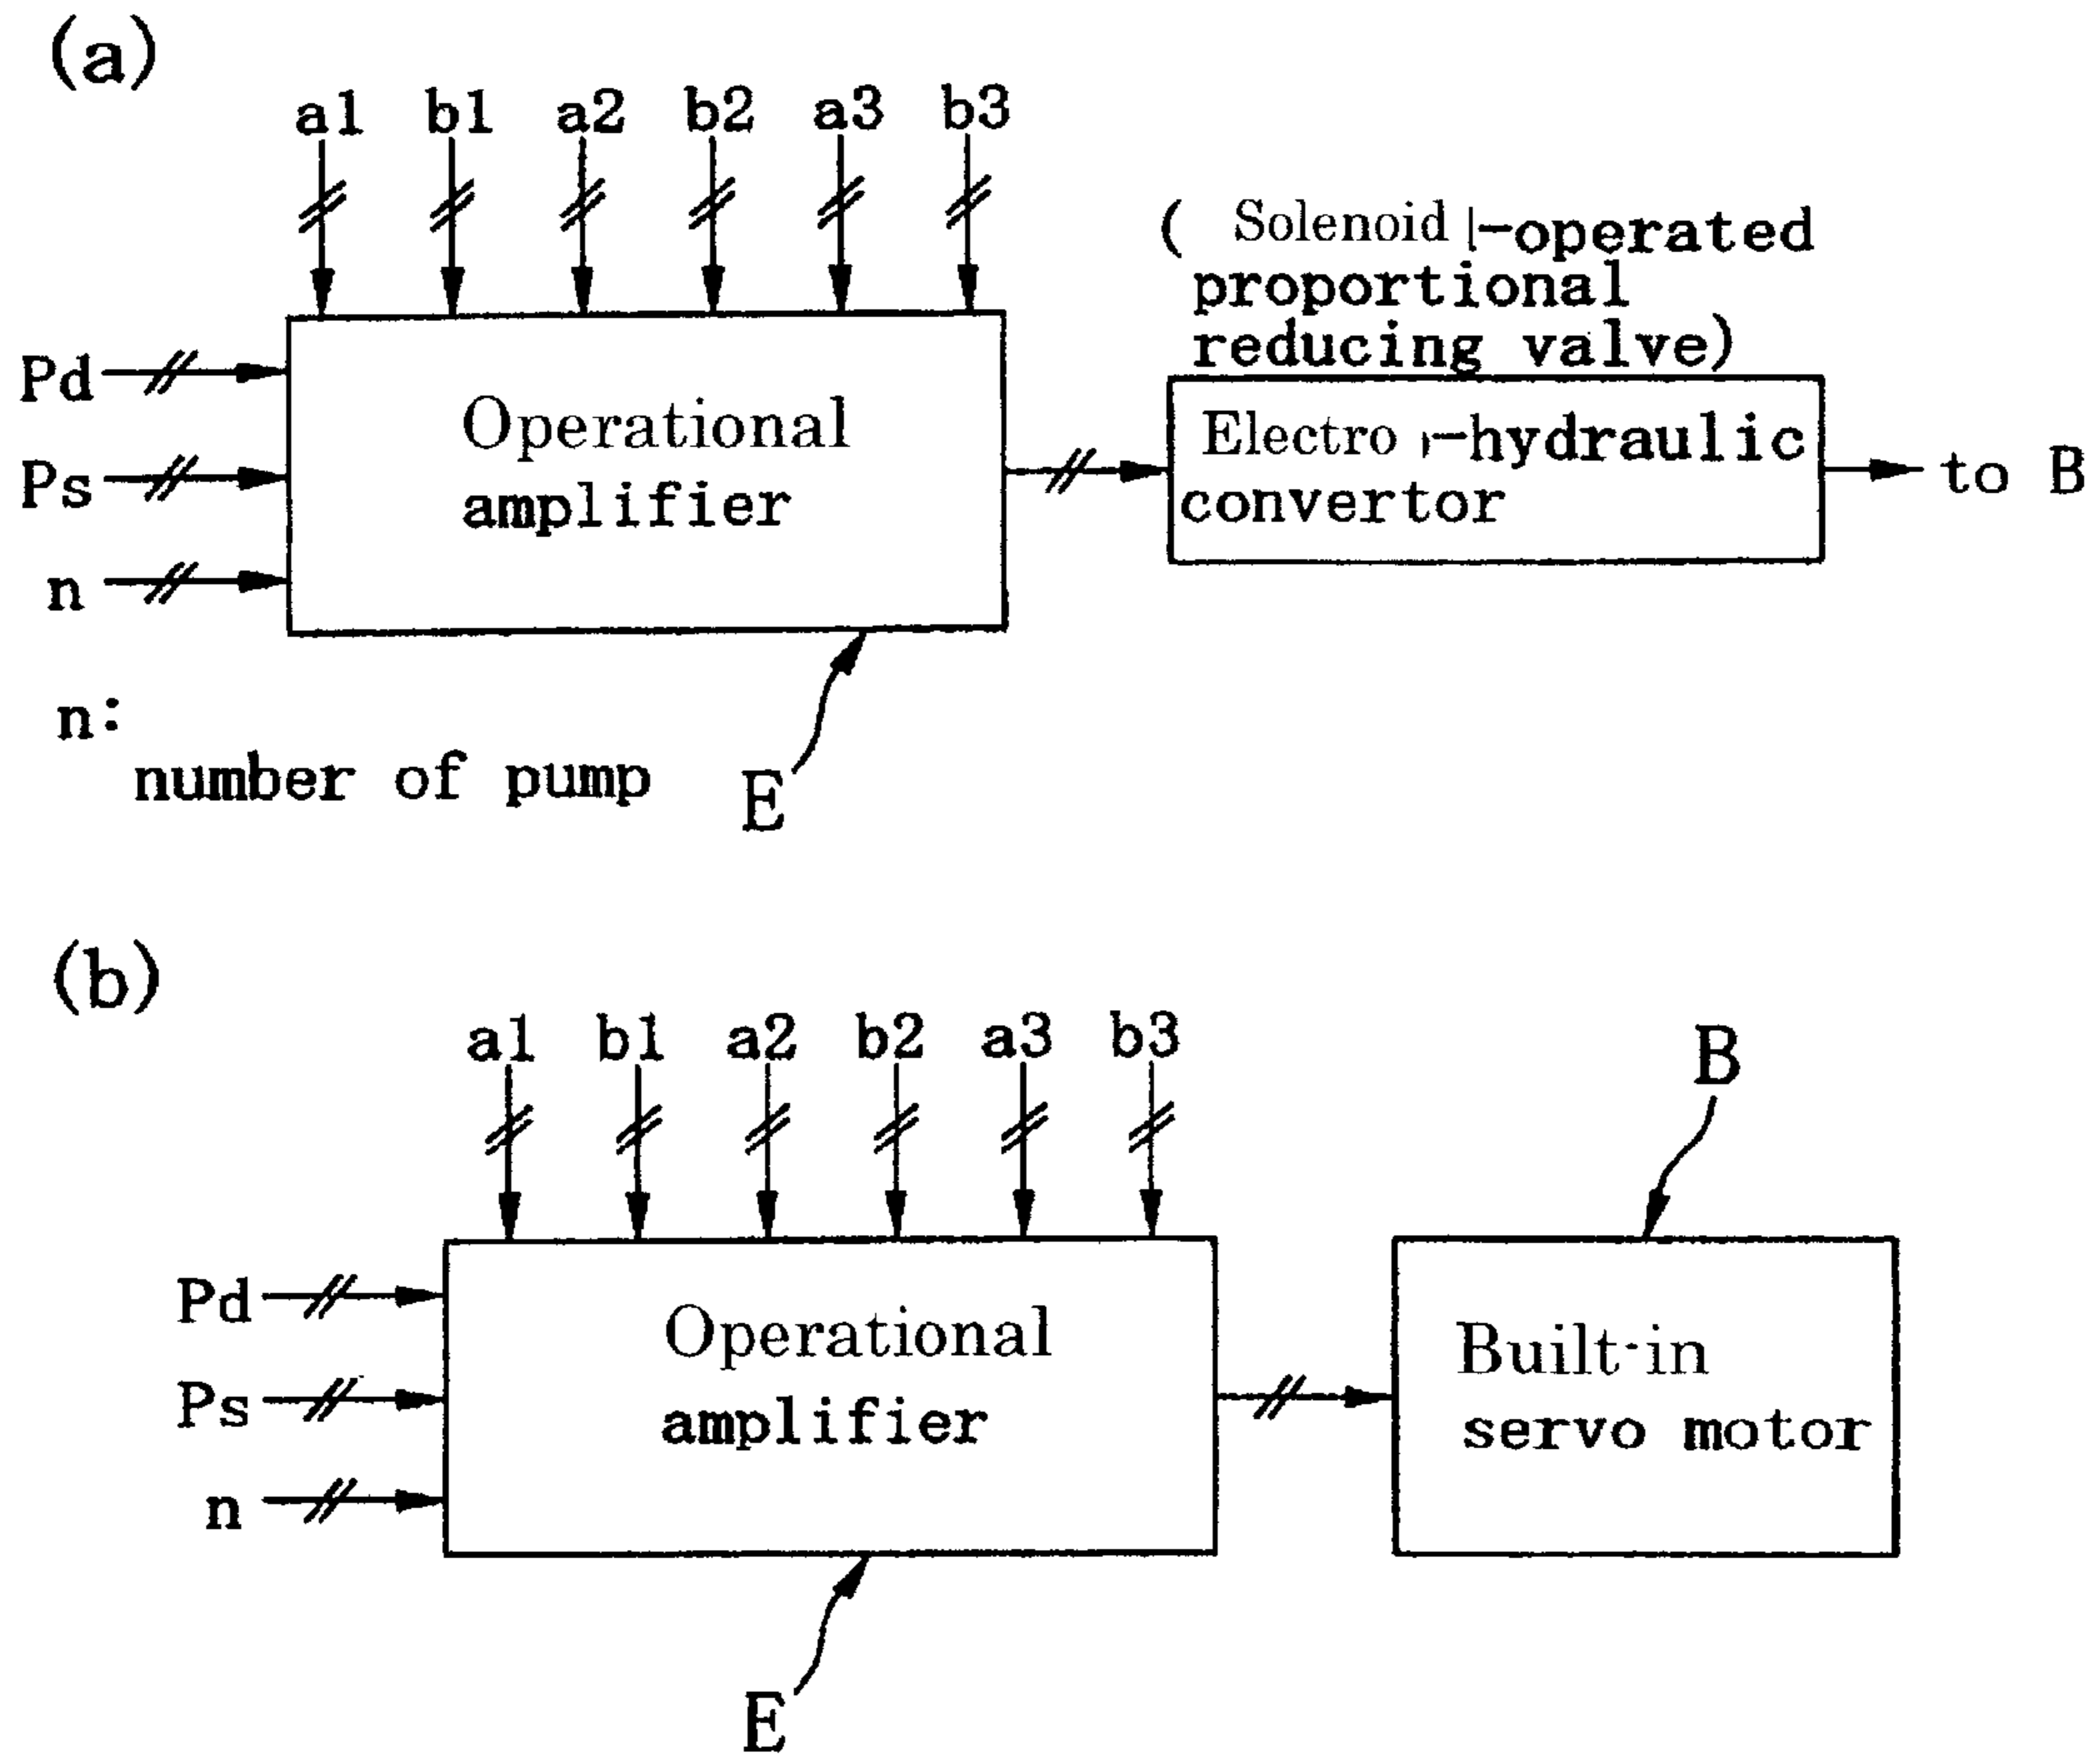 (a)
a1 b1 a2 b2 a3 b3
( Solenoid -operated
proportional
reducing valve)
Pd
Ps
n
Operational
amplifier
Electro -hydraulic
convertor
to B
n:
number of pump
E
(b)
a1 b1 a2 b2 a3 b3
B
Pd
Ps
n
Operational
amplifier
Built-in
servo motor
E